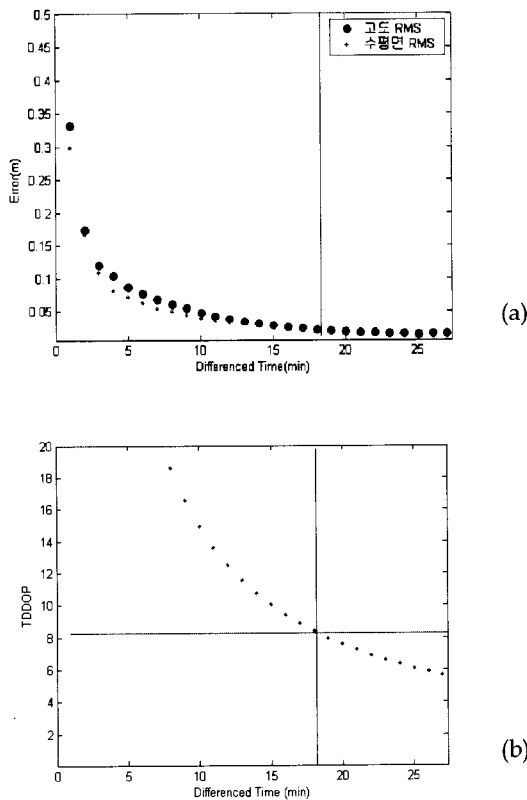 0.5
0.45
0.4
0.35
0.3
0.25
0.2
0.15
0.1
0.05
0 5 10 15 20 25
Error(m)
Differenced Time(min)
고도 RMS
수평면 RMS
(a)
20
18
16
14
12
10
8
6
4
2
0 5 10 15 20 25
TDDOP
Differenced Time (min)
(b)